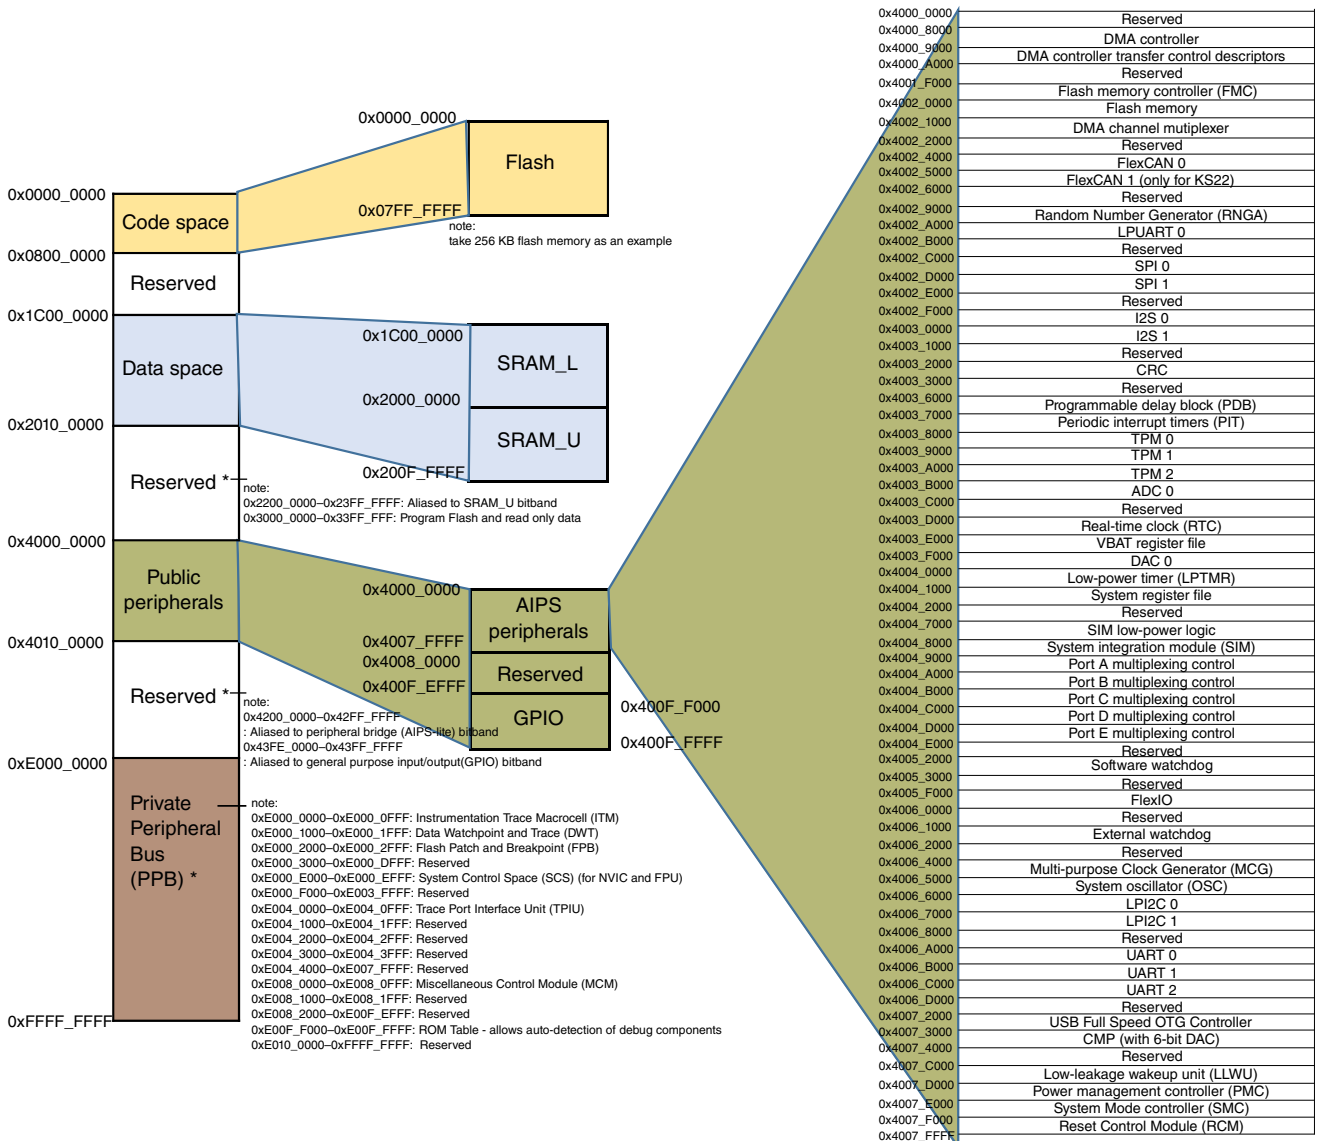 0x0000_0000
Code space
0x0800_0000
Reserved
0x1C00_0000
Data space
0x2010_0000
Reserved *
0x4000_0000
Public
peripherals
0x4010_0000
Reserved *
0xE000_0000
Private
Peripheral
Bus
(PPB) *
0xFFFF_FFFF
0x0000_0000
Flash
0x07FF_FFFF
note:
take 256 KB flash memory as an example
0x1C00_0000
SRAM_L
0x2000_0000
SRAM_U
0x200F_FFFF
note:
0x2200_0000–0x23FF_FFFF: Aliased to SRAM_U bitband
0x3000_0000–0x33FF_FFF: Program Flash and read only data
0x4000_0000
AIPS
peripherals
0x4007_FFFF
0x4008_0000
Reserved
0x400F_EFFF
GPIO
0x400F_F000
0x400F_FFFF
note:
0x4200_0000–0x42FF_FFFF
: Aliased to peripheral bridge (AIPS-lite) bitband
0x43FE_0000–0x43FF_FFFF
: Aliased to general purpose input/output(GPIO) bitband
note:
0xE000_0000–0xE000_0FFF: Instrumentation Trace Macrocell (ITM)
0xE000_1000–0xE000_1FFF: Data Watchpoint and Trace (DWT)
0xE000_2000–0xE000_2FFF: Flash Patch and Breakpoint (FPB)
0xE000_3000–0xE000_DFFF: Reserved
0xE000_E000–0xE000_EFFF: System Control Space (SCS) (for NVIC and FPU)
0xE000_F000–0xE003_FFFF: Reserved
0xE004_0000–0xE004_0FFF: Trace Port Interface Unit (TPIU)
0xE004_1000–0xE004_1FFF: Reserved
0xE004_2000–0xE004_2FFF: Reserved
0xE004_3000–0xE004_3FFF: Reserved
0xE004_4000–0xE007_FFFF: Reserved
0xE008_0000–0xE008_0FFF: Miscellaneous Control Module (MCM)
0xE008_1000–0xE008_1FFF: Reserved
0xE008_2000–0xE00F_EFFF: Reserved
0xE00F_F000–0xE00F_FFFF: ROM Table - allows auto-detection of debug components
0xE010_0000–0xFFFF_FFFF: Reserved
0x4000_0000
Reserved
0x4000_8000
DMA controller
0x4000_9000
DMA controller transfer control descriptors
0x4000_A000
Reserved
0x4001_F000
Flash memory controller (FMC)
0x4002_0000
Flash memory
0x4002_1000
DMA channel mutiplexer
0x4002_2000
Reserved
0x4002_4000
FlexCAN 0
0x4002_5000
FlexCAN 1 (only for KS22)
0x4002_6000
Reserved
0x4002_9000
Random Number Generator (RNGA)
0x4002_A000
LPUART 0
0x4002_B000
Reserved
0x4002_C000
SPI 0
0x4002_D000
SPI 1
0x4002_E000
Reserved
0x4002_F000
I2S 0
0x4003_0000
I2S 1
0x4003_1000
Reserved
0x4003_2000
CRC
0x4003_3000
Reserved
0x4003_6000
Programmable delay block (PDB)
0x4003_7000
Periodic interrupt timers (PIT)
0x4003_8000
TPM 0
0x4003_9000
TPM 1
0x4003_A000
TPM 2
0x4003_B000
ADC 0
0x4003_C000
Reserved
0x4003_D000
Real-time clock (RTC)
0x4003_E000
VBAT register file
0x4003_F000
DAC 0
0x4004_0000
Low-power timer (LPTMR)
0x4004_1000
System register file
0x4004_2000
Reserved
0x4004_7000
SIM low-power logic
0x4004_8000
System integration module (SIM)
0x4004_9000
Port A multiplexing control
0x4004_A000
Port B multiplexing control
0x4004_B000
Port C multiplexing control
0x4004_C000
Port D multiplexing control
0x4004_D000
Port E multiplexing control
0x4004_E000
Reserved
0x4005_2000
Software watchdog
0x4005_3000
Reserved
0x4005_F000
FlexIO
0x4006_0000
Reserved
0x4006_1000
External watchdog
0x4006_2000
Reserved
0x4006_4000
Multi-purpose Clock Generator (MCG)
0x4006_5000
System oscillator (OSC)
0x4006_6000
LPI2C 0
0x4006_7000
LPI2C 1
0x4006_8000
Reserved
0x4006_A000
UART 0
0x4006_B000
UART 1
0x4006_C000
UART 2
0x4006_D000
Reserved
0x4007_2000
USB Full Speed OTG Controller
0x4007_3000
CMP (with 6-bit DAC)
0x4007_4000
Reserved
0x4007_C000
Low-leakage wakeup unit (LLWU)
0x4007_D000
Power management controller (PMC)
0x4007_E000
System Mode controller (SMC)
0x4007_F000
Reset Control Module (RCM)
0x4007_FFFF